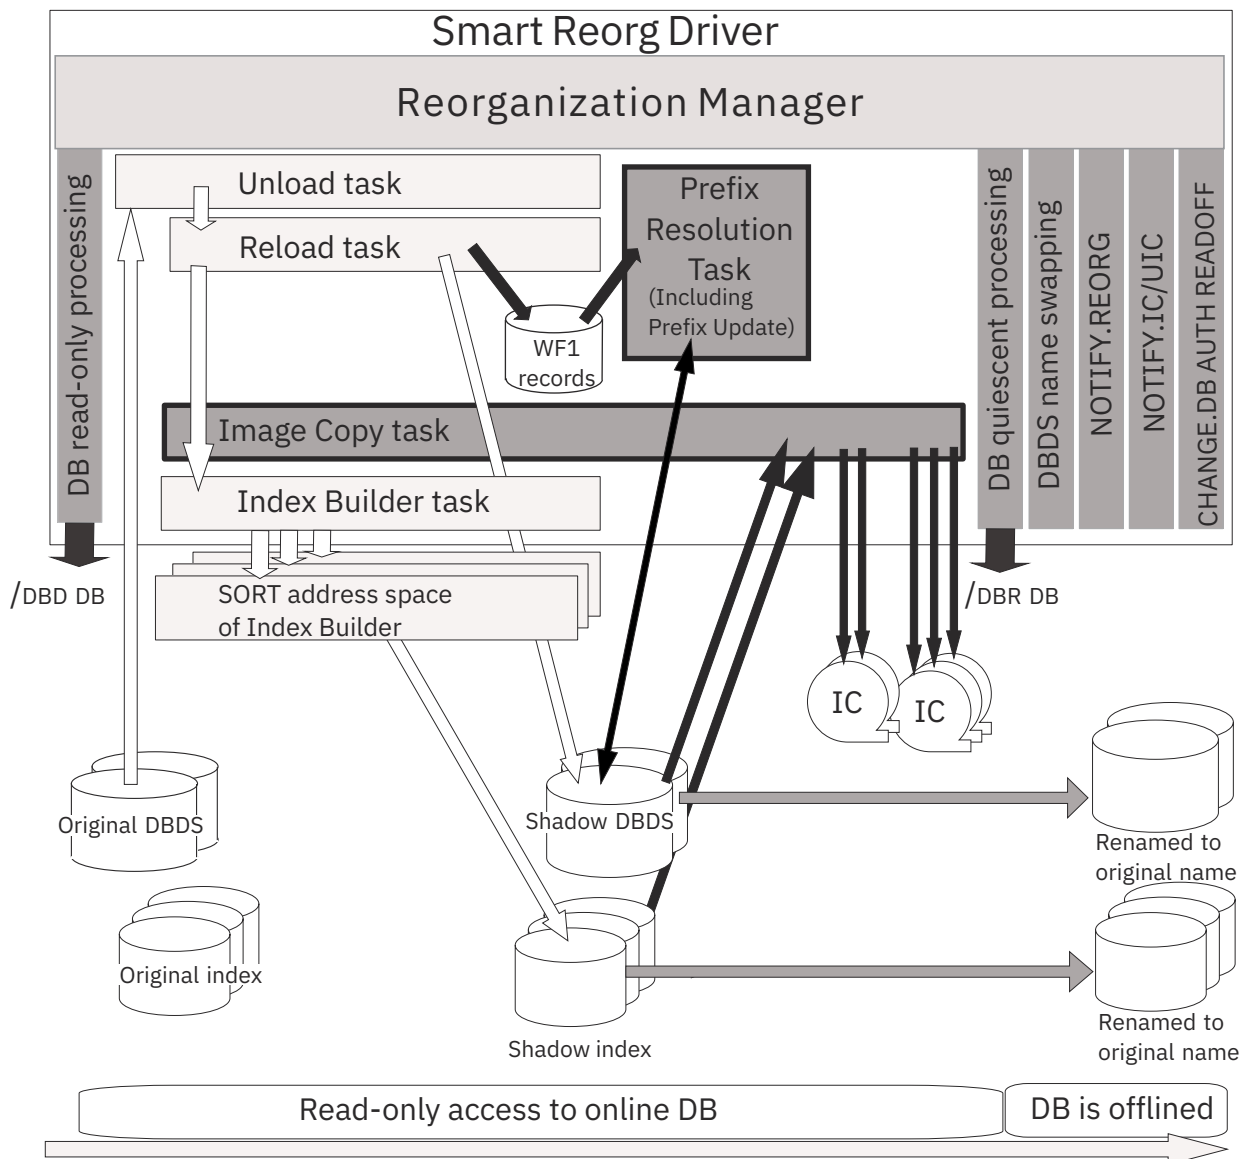 Smart Reorg Driver
Reorganization Manager
DB read-only processing
Unload task
Reload task
Prefix
Resolution
Task
(Including
Prefix Update)
WF1
records
Image Copy task
Index Builder task
SORT address space
of Index Builder
DB quiescent processing
DBDS name swapping
NOTIFY.REORG
NOTIFY.IC/UIC
CHANGE.DB AUTH READOFF
/DBD DB
/DBR DB
IC
IC
Original DBDS
Shadow DBDS
Renamed to
original name
Original index
Shadow index
Renamed to
original name
Read-only access to online DB
DB is offlined